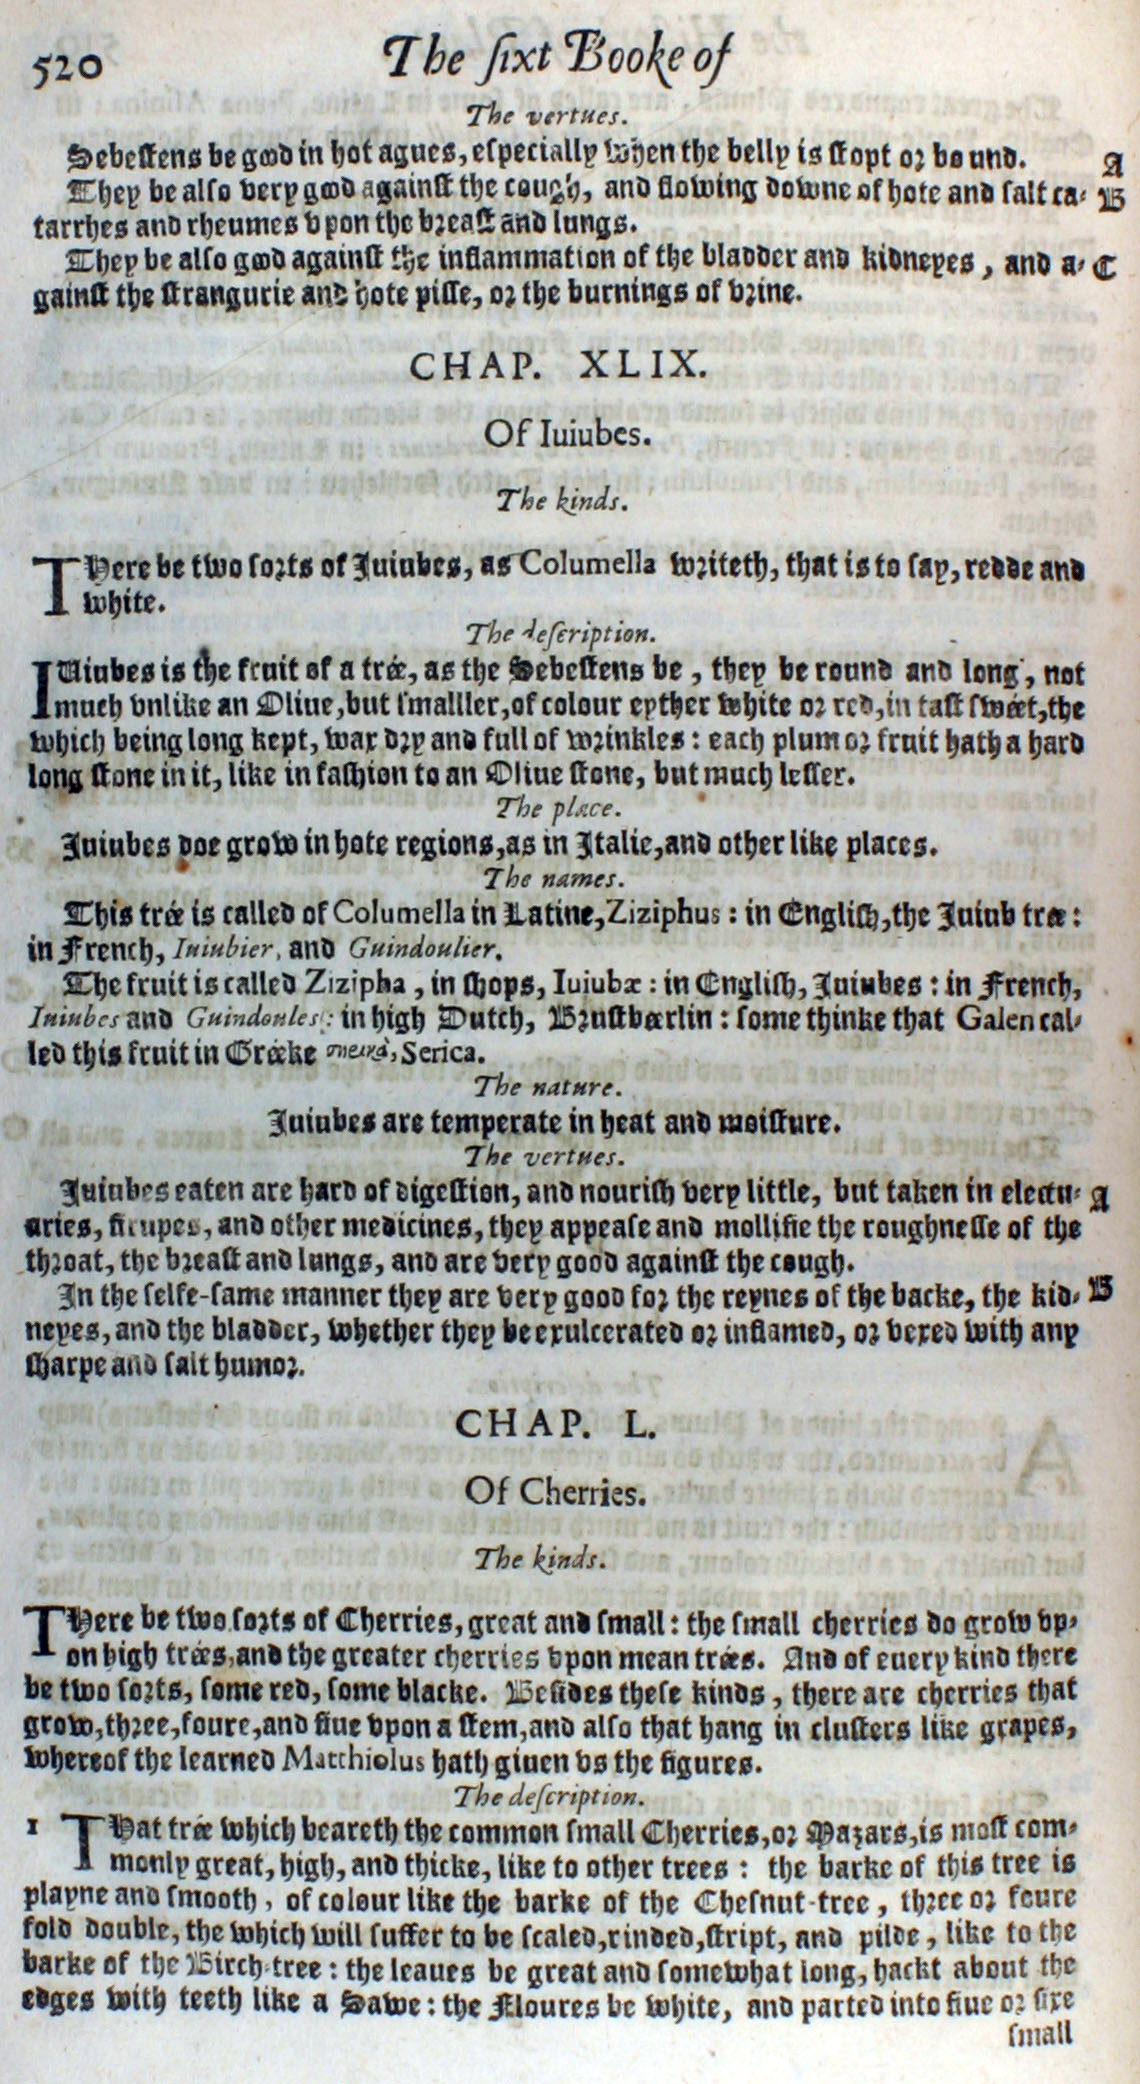 520 The ſixt Booke of
The vertues.
Sebeſtens be good in hot agues, eſpecially when the belly is ſtopt or bound. A
They be alſo very good againſt the cough, and flowing downe of hote and ſalt ca- B
tarrhes and rheumes vpon the breaſt and lungs.
They be alſo good againſt the inflammation of the bladder and kidneyes, and a- C
gainſt the ſtrangurie and hote piſſe, or the burnings of vrine.
CHAP. XLIX.
Of Iuiubes.
The kinds.
THere be two ſorts of Iuiubes, as Columella writeth, that is to ſay, redde and
white.
The deſcription.
IUiubes is the fruit of a trée, as the Sebeſtens be, they be round and long, not
much vnlike an Oliue, but ſmalller, of colour eyther white or red, in taſt ſwéet, the
which being long kept, wax dry and full of wrinkles: each plum or fruit hath a hard
long ſtone in it, like in faſhion to an Oliue ſtone, but much leſſer.
The place.
Iuiubes doe grow in hote regions, as in Italie, and other like places.
The names.
This trée is called of Columella in Latine, Ziziphus: in Engliſh, the Iuiub trée:
in French, Iuiubier, and Guindoulier.
The fruit is called Zizipha, in ſhops, Iuiubæ: in Engliſh, Iuiubes: in French,
Iuiubes and Guindoules: in high Dutch, Bruſtbærlin: ſome thinke that Galen cal-
led this fruit in Gréeke σηρικά, Serica.
The nature.
Iuiubes are temperate in heat and moiſture.
The vertues.
Iuiubes eaten are hard of digeſtion, and nouriſh very little, but taken in electu- A
aries, ſirupes, and other medicines, they appeaſe and mollifie the roughneſſe of the
throat, the breaſt and lungs, and are very good againſt the cough.
In the ſelfe-ſame manner they are very good for the reynes of the backe, the kid- B
neyes, and the bladder, whether they be exulcerated or inflamed, or vexed with any
ſharpe and ſalt humor.
CHAP. L.
Of Cherries.
The kinds.
THere be two ſorts of Cherries, great and ſmall: the ſmall cherries do grow vp-
on high trées, and the greater cherries vpon mean trées. And of euery kind there
be two ſorts, ſome red, ſome blacke. Beſides theſe kinds, there are cherries that
grow, three, foure, and fiue vpon a ſtem, and alſo that hang in cluſters like grapes,
whereof the learned Matthiolus hath giuen vs the figures.
The deſcription.
1 THat trée which beareth the common ſmall Cherries, or Mazars, is moſt com-
monly great, high, and thicke, like to other trees: the barke of this tree is
playne and ſmooth, of colour like the barke of the Cheſnut-tree, three or foure
fold double, the which will ſuffer to be ſcaled, rinded, ſtript, and pilde, like to the
barke of the Birch-tree: the leaues be great and ſomewhat long, hackt about the
edges with teeth like a Sawe: the Floures be white, and parted into fiue or ſixe
ſmall